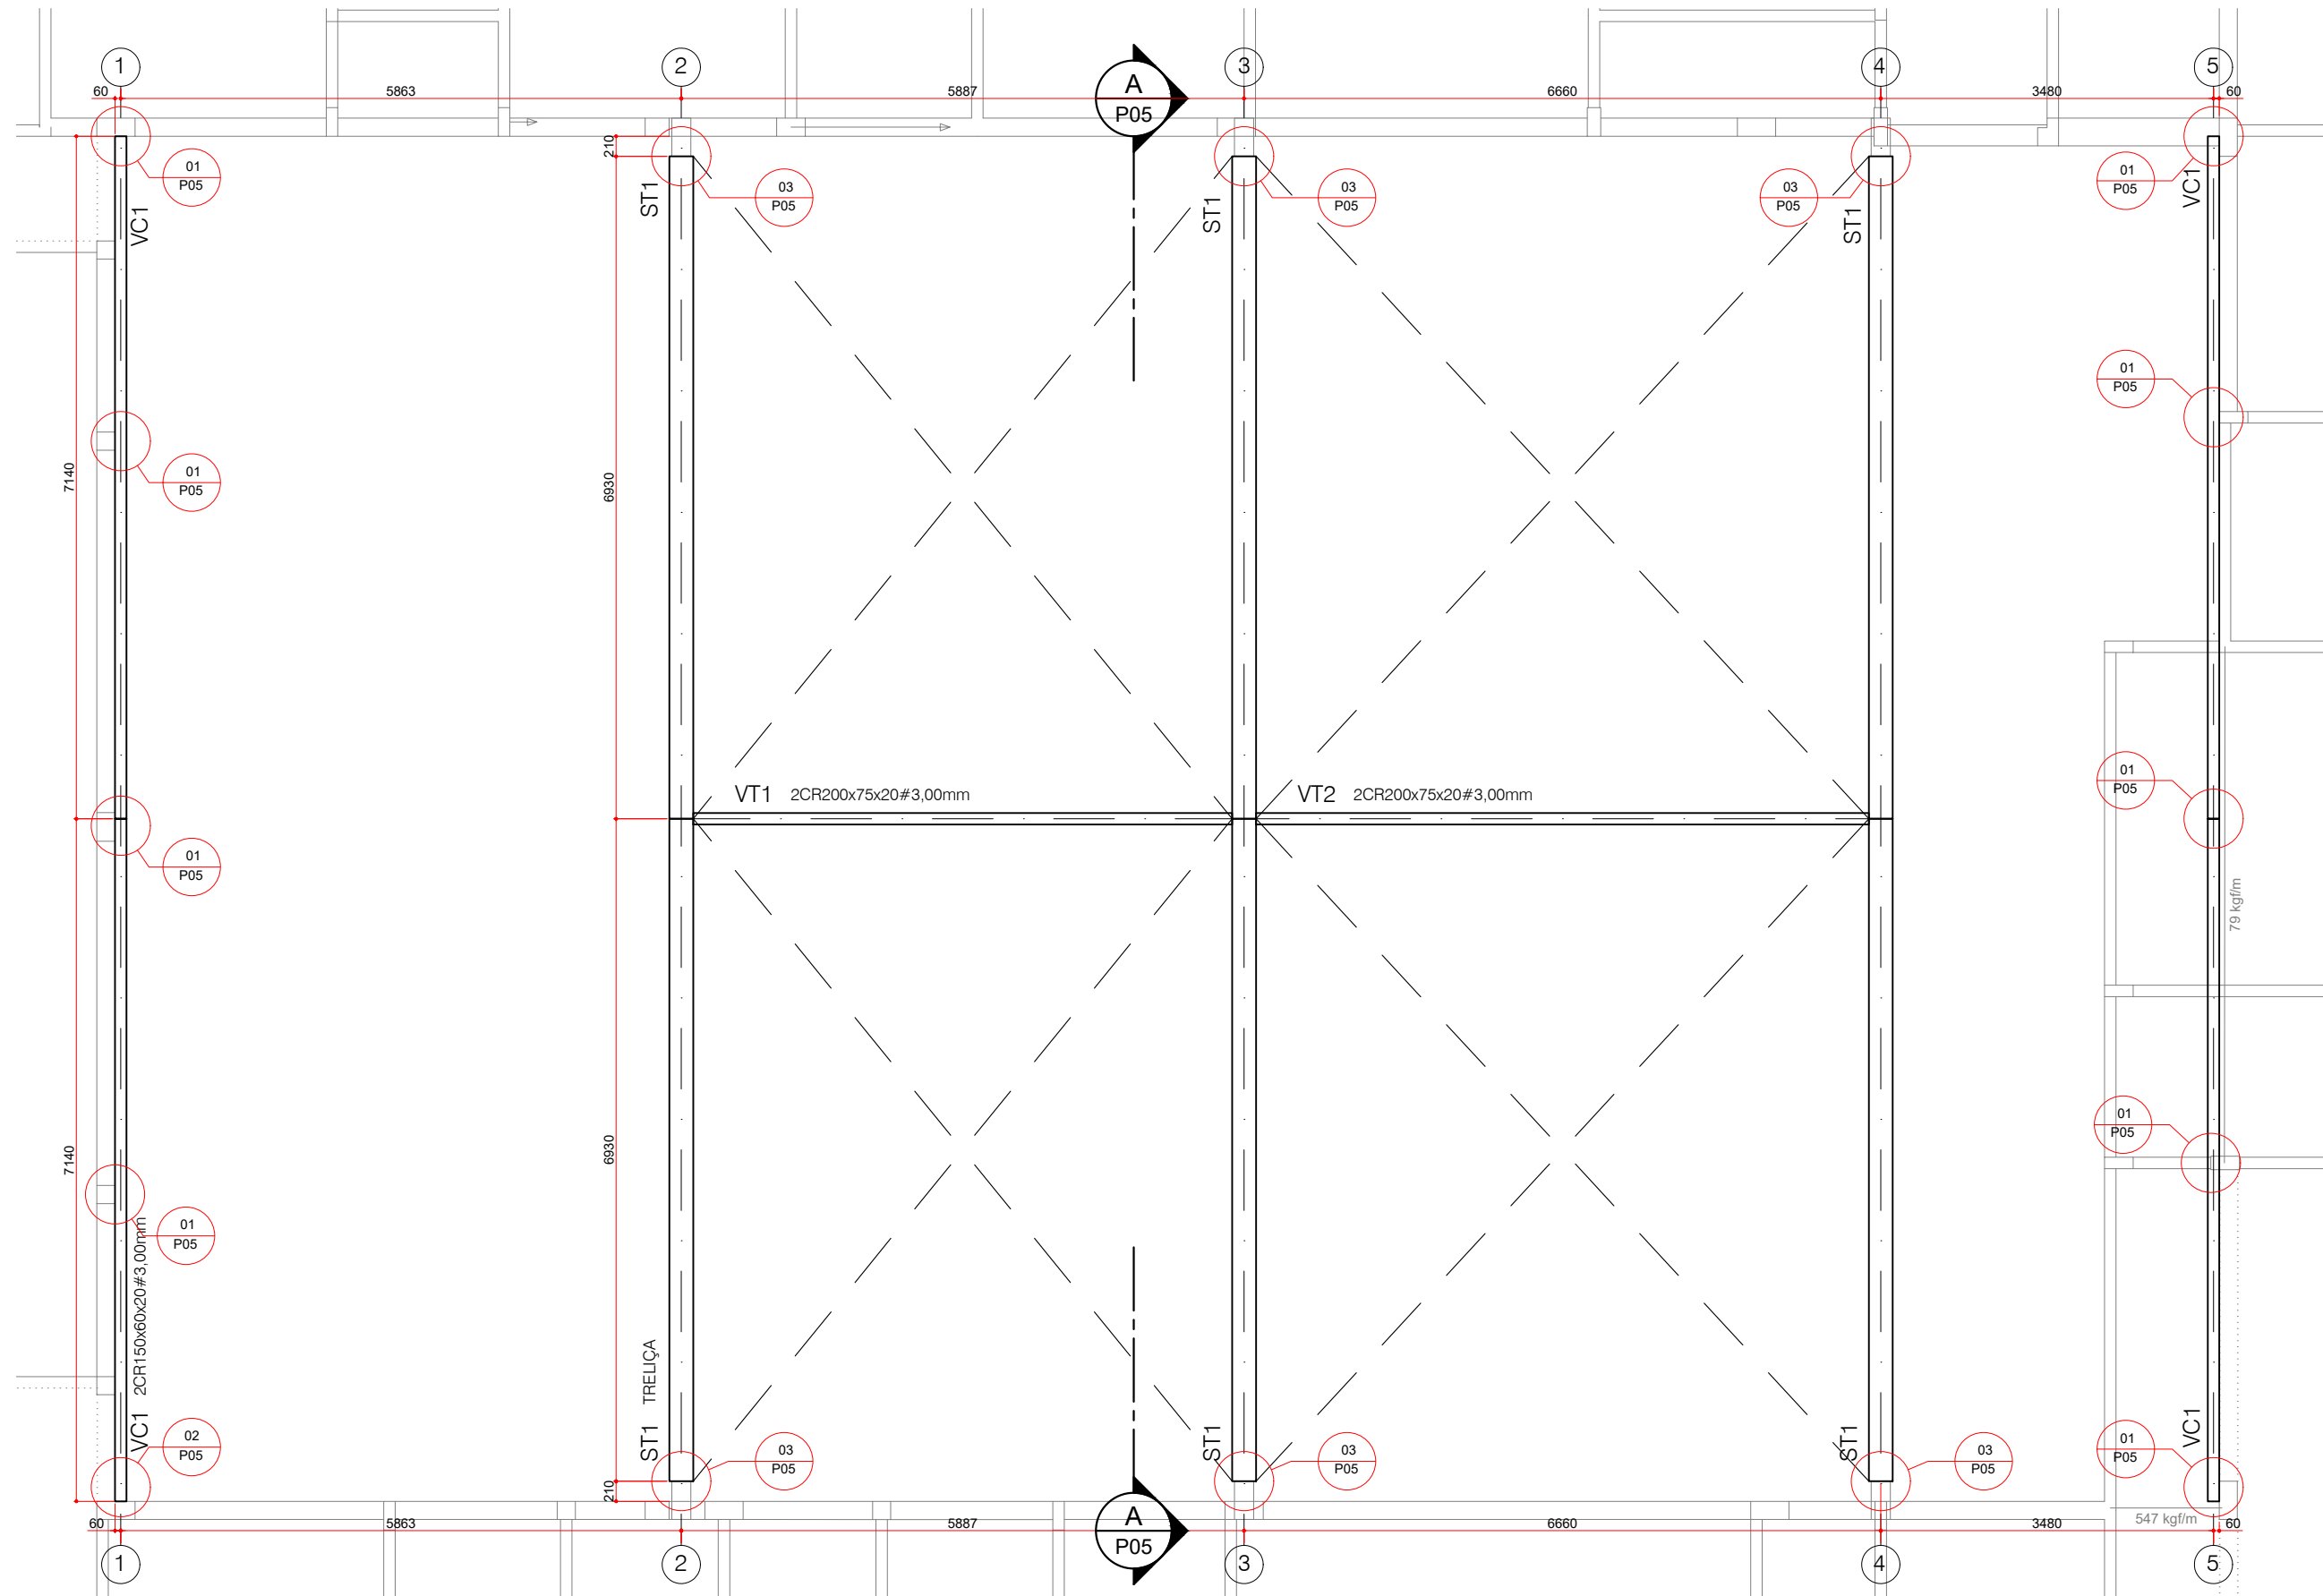 1
2
3
4
5
60
5863
5887
6660
3480
60
A
P05
210
01
P05
03
P05
03
P05
03
P05
01
P05
VC1
ST1
ST1
ST1
VC1
01
P05
01
P05
7140
6930
VT1 2CR200x75x20#3,00mm
VT2 2CR200x75x20#3,00mm
01
P05
01
P05
79 kgf/m
01
P05
01
P05
7140
6930
2CR150x60x20#3,00mm
TRELIÇA
VC1
ST1
ST1
ST1
VC1
02
P05
03
P05
03
P05
03
P05
01
P05
210
547 kgf/m
60
5863
5887
6660
3480
60
A
P05
1
2
3
4
5